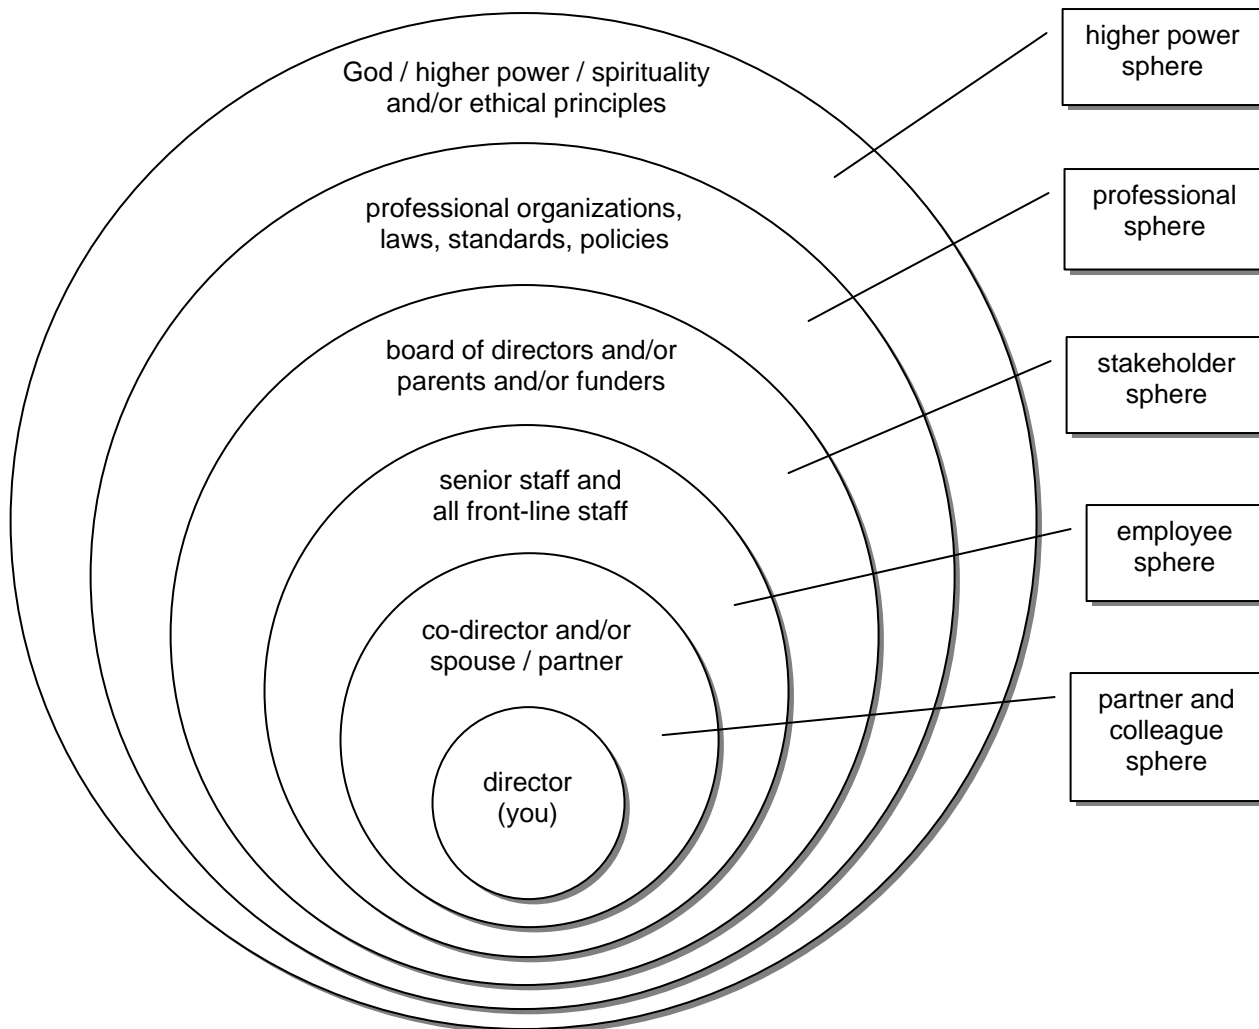 God / higher power / spirituality
and/or ethical principles
higher power
sphere
professional organizations,
laws, standards, policies
professional
sphere
board of directors and/or
parents and/or funders
stakeholder
sphere
senior staff and
all front-line staff
employee
sphere
co-director and/or
spouse / partner
partner and
colleague
sphere
director
(you)